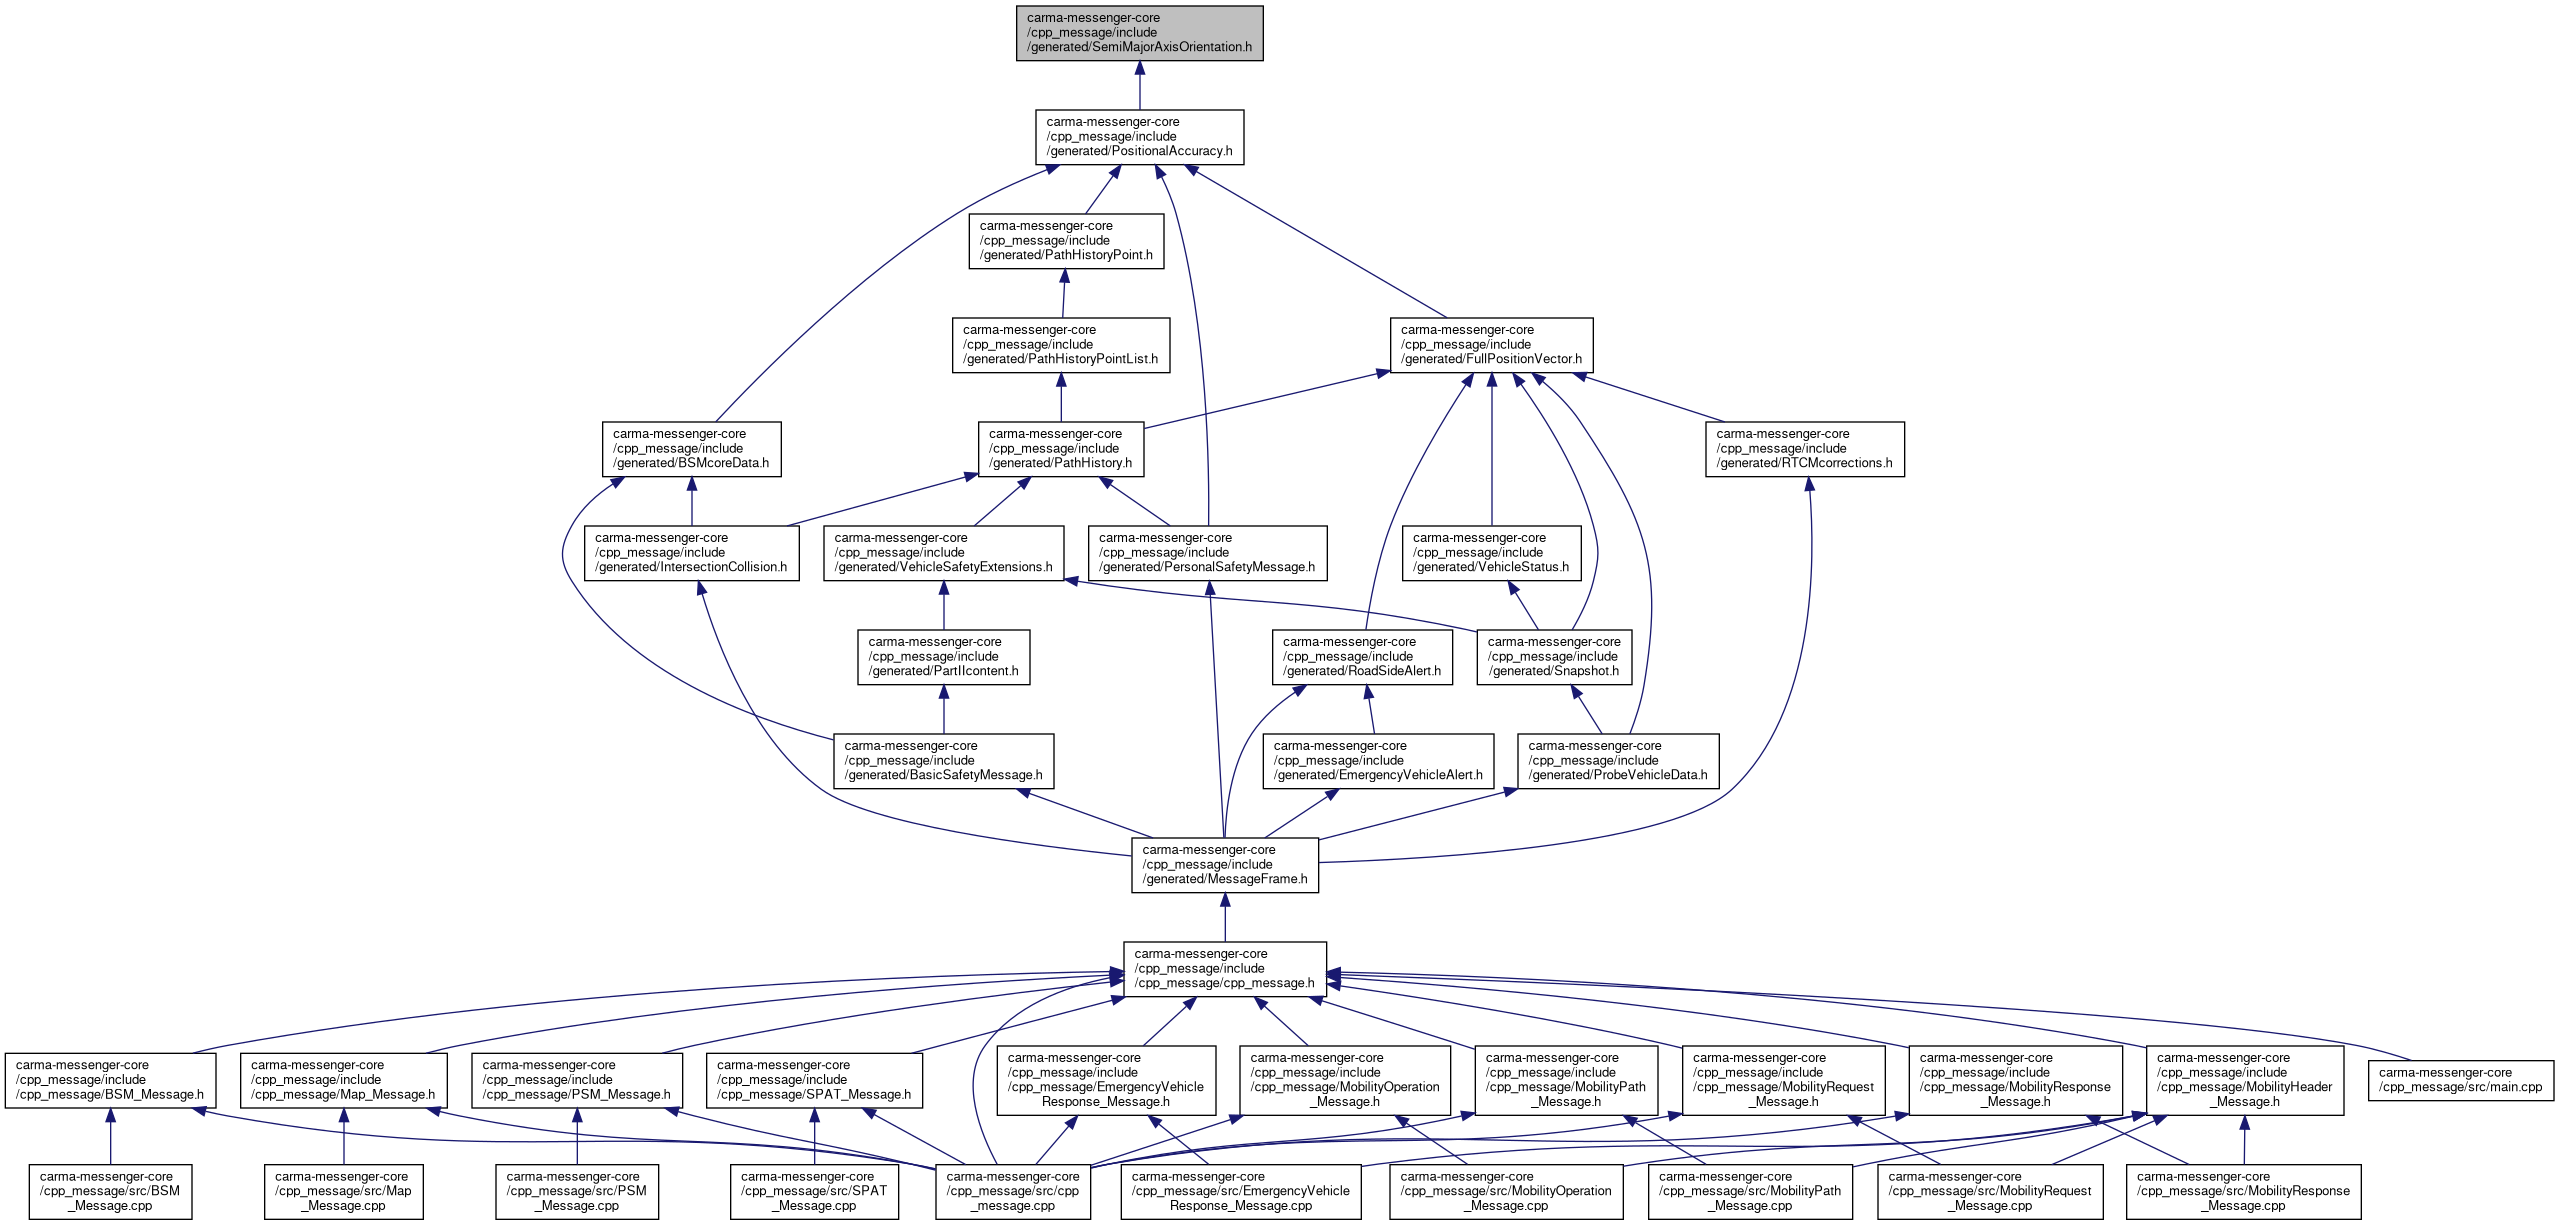 carma-messenger-core
/cpp_message/include
/generated/SemiMajorAxisOrientation.h
carma-messenger-core
/cpp_message/include
/generated/PositionalAccuracy.h
carma-messenger-core
/cpp_message/include
/generated/PathHistoryPoint.h
carma-messenger-core
/cpp_message/include
/generated/PathHistoryPointList.h
carma-messenger-core
/cpp_message/include
/generated/FullPositionVector.h
carma-messenger-core
/cpp_message/include
/generated/BSMcoreData.h
carma-messenger-core
/cpp_message/include
/generated/PathHistory.h
carma-messenger-core
/cpp_message/include
/generated/RTCMcorrections.h
carma-messenger-core
/cpp_message/include
/generated/IntersectionCollision.h
carma-messenger-core
/cpp_message/include
/generated/VehicleSafetyExtensions.h
carma-messenger-core
/cpp_message/include
/generated/PersonalSafetyMessage.h
carma-messenger-core
/cpp_message/include
/generated/VehicleStatus.h
carma-messenger-core
/cpp_message/include
/generated/PartIIcontent.h
carma-messenger-core
/cpp_message/include
/generated/RoadSideAlert.h
carma-messenger-core
/cpp_message/include
/generated/Snapshot.h
carma-messenger-core
/cpp_message/include
/generated/BasicSafetyMessage.h
carma-messenger-core
/cpp_message/include
/generated/EmergencyVehicleAlert.h
carma-messenger-core
/cpp_message/include
/generated/ProbeVehicleData.h
carma-messenger-core
/cpp_message/include
/generated/MessageFrame.h
carma-messenger-core
/cpp_message/include
/cpp_message/cpp_message.h
carma-messenger-core
/cpp_message/include
/cpp_message/BSM_Message.h
carma-messenger-core
/cpp_message/include
/cpp_message/Map_Message.h
carma-messenger-core
/cpp_message/include
/cpp_message/PSM_Message.h
carma-messenger-core
/cpp_message/include
/cpp_message/SPAT_Message.h
carma-messenger-core
/cpp_message/include
/cpp_message/EmergencyVehicle
Response_Message.h
carma-messenger-core
/cpp_message/include
/cpp_message/MobilityOperation
_Message.h
carma-messenger-core
/cpp_message/include
/cpp_message/MobilityPath
_Message.h
carma-messenger-core
/cpp_message/include
/cpp_message/MobilityRequest
_Message.h
carma-messenger-core
/cpp_message/include
/cpp_message/MobilityResponse
_Message.h
carma-messenger-core
/cpp_message/include
/cpp_message/MobilityHeader
_Message.h
carma-messenger-core
/cpp_message/src/main.cpp
carma-messenger-core
/cpp_message/src/BSM
_Message.cpp
carma-messenger-core
/cpp_message/src/Map
_Message.cpp
carma-messenger-core
/cpp_message/src/PSM
_Message.cpp
carma-messenger-core
/cpp_message/src/SPAT
_Message.cpp
carma-messenger-core
/cpp_message/src/cpp
_message.cpp
carma-messenger-core
/cpp_message/src/EmergencyVehicle
Response_Message.cpp
carma-messenger-core
/cpp_message/src/MobilityOperation
_Message.cpp
carma-messenger-core
/cpp_message/src/MobilityPath
_Message.cpp
carma-messenger-core
/cpp_message/src/MobilityRequest
_Message.cpp
carma-messenger-core
/cpp_message/src/MobilityResponse
_Message.cpp